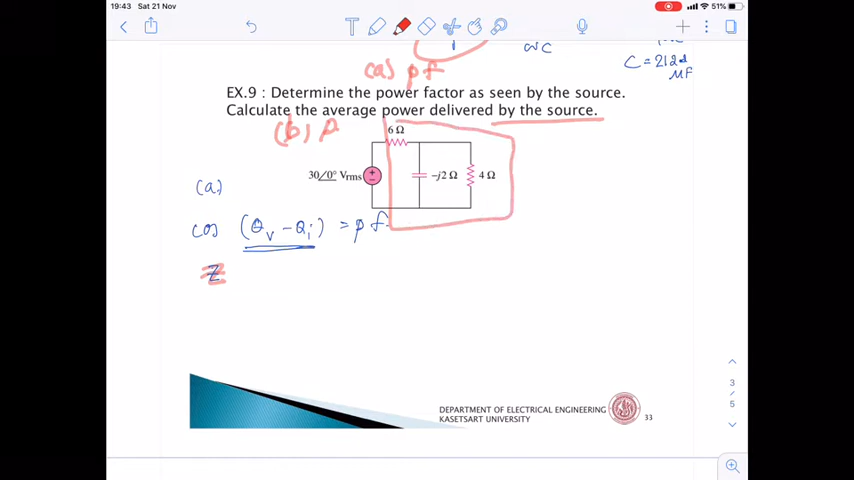 19:43 Sat 21 Nov
51%
ωC
C = 212.2
μF
(a) pf
EX.9 : Determine the power factor as seen by the source.
Calculate the average power delivered by the source.
(b) P
6 Ω
30/0° Vrms
+
−
−j2 Ω
4 Ω
(a)
cos (θv − θi) = pf.
Z
DEPARTMENT OF ELECTRICAL ENGINEERING
KASETSART UNIVERSITY
33
3
/
5